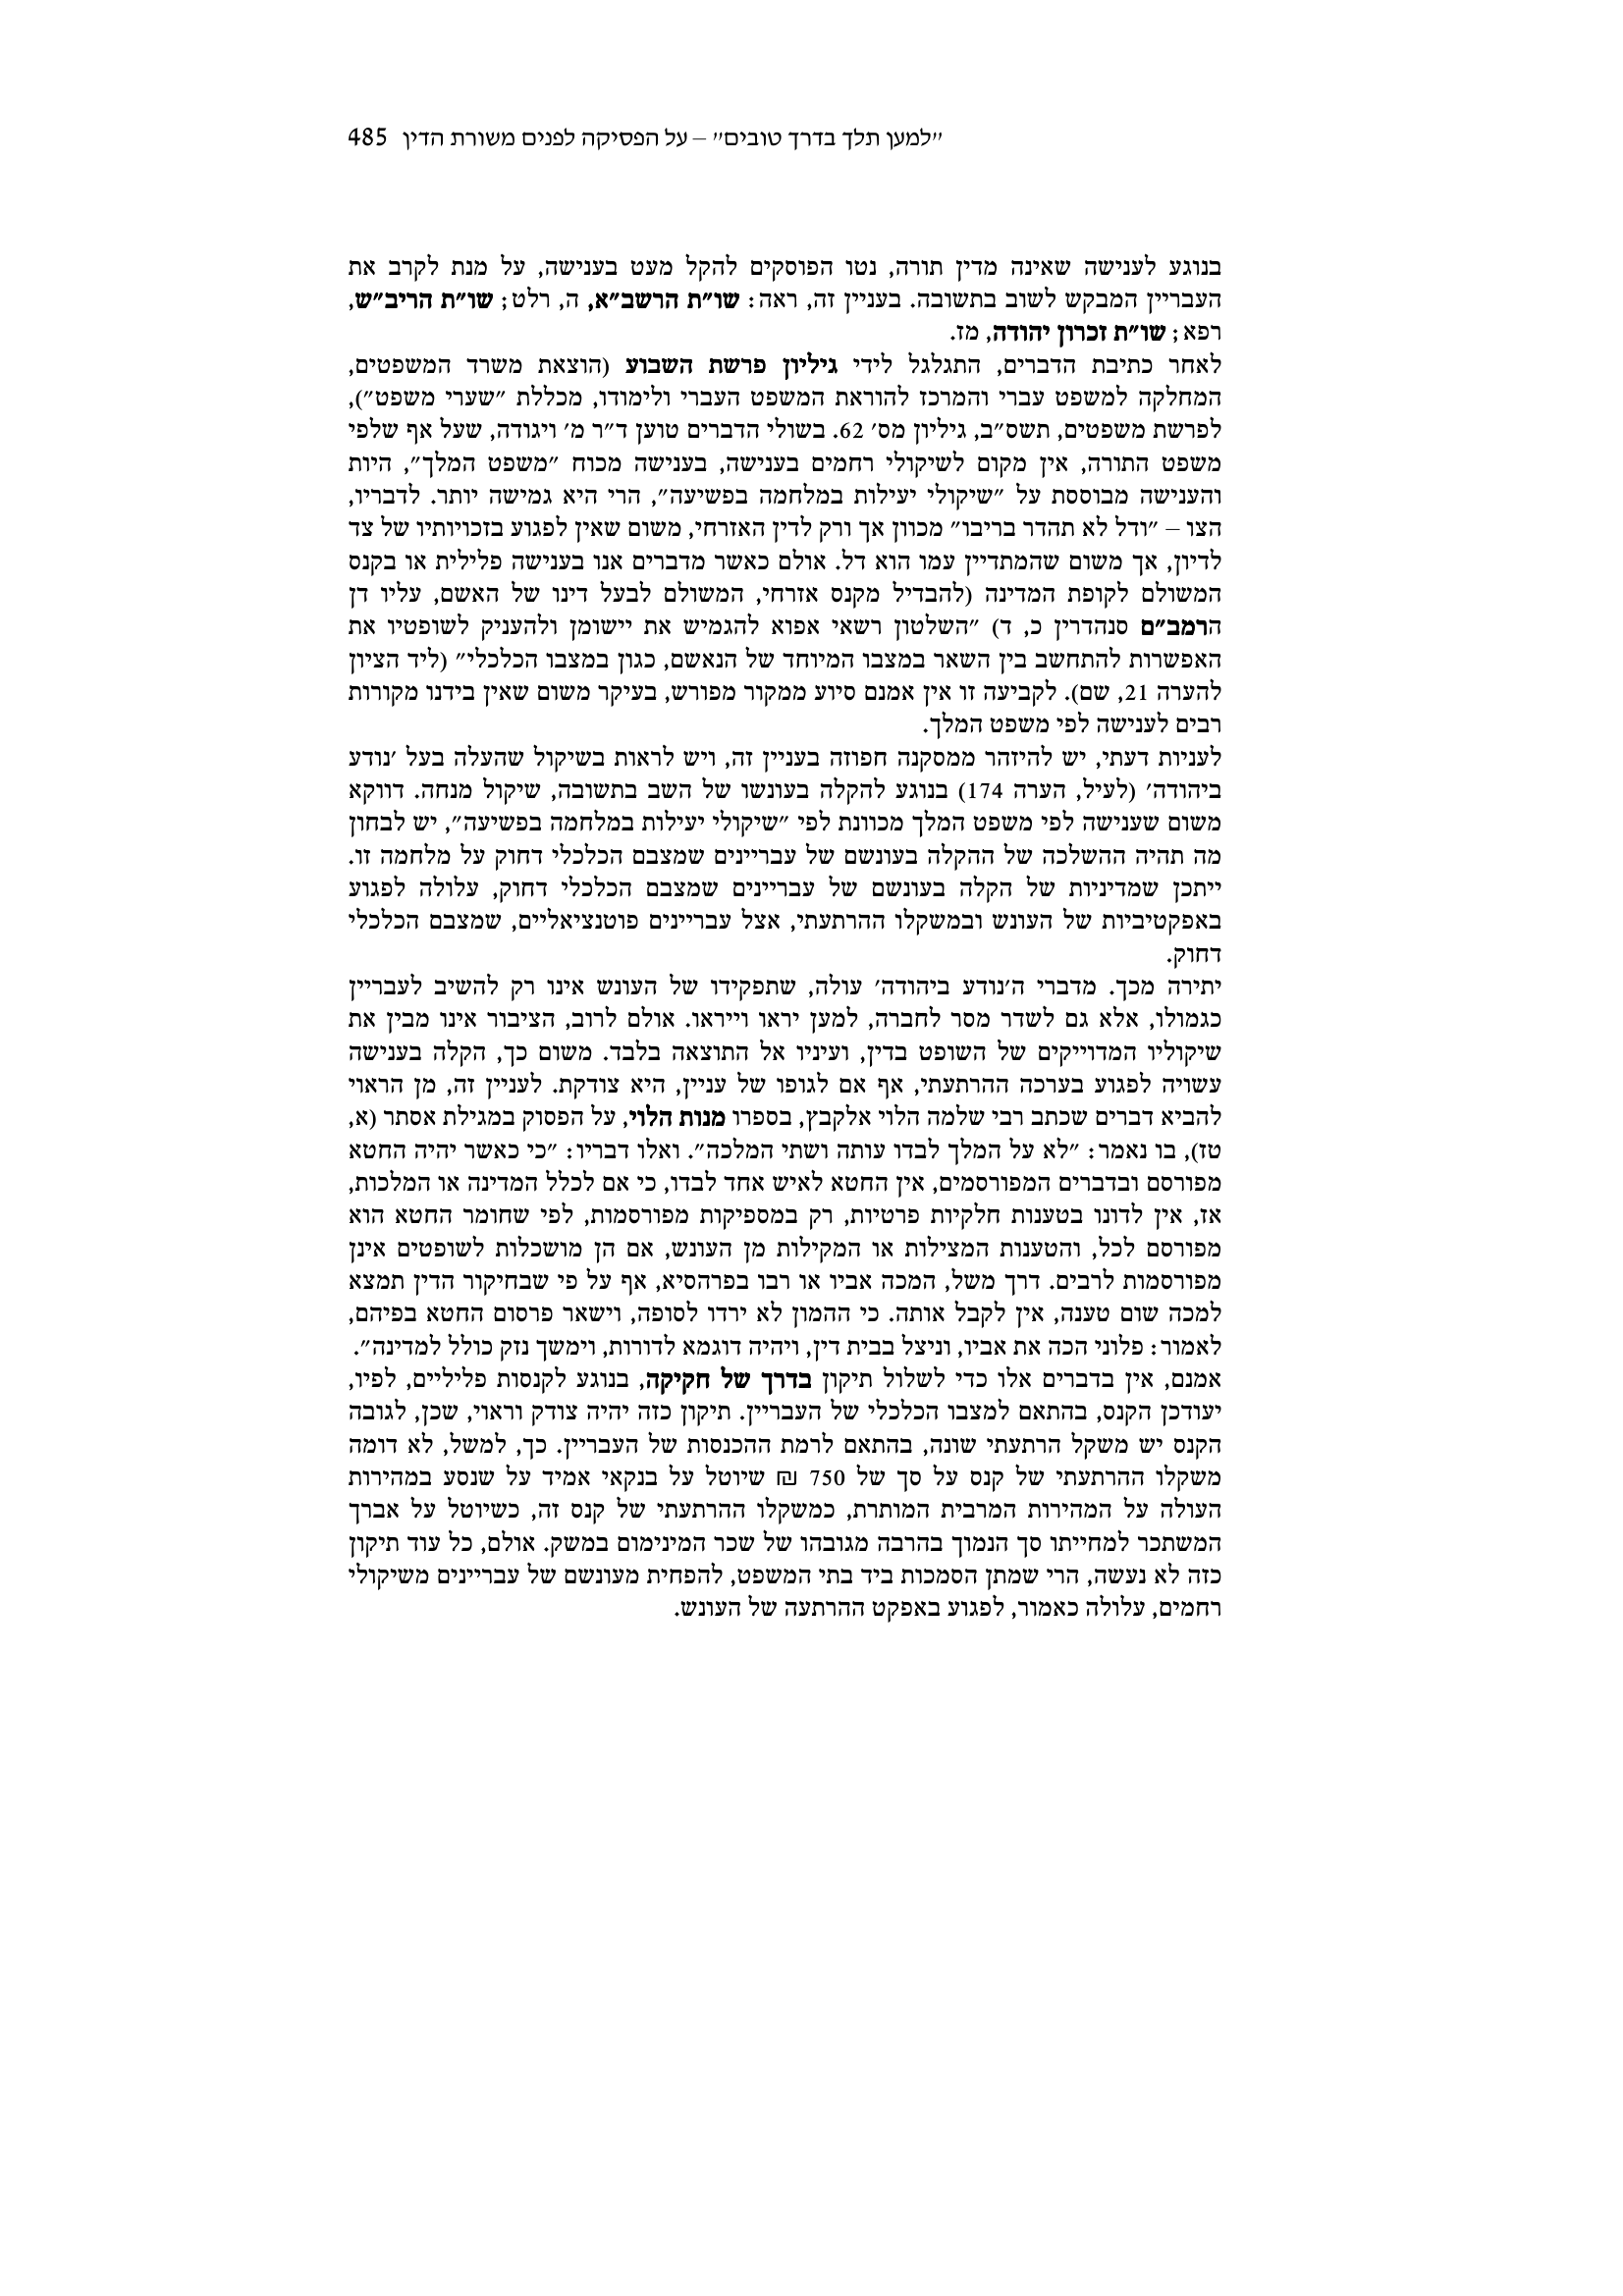 ״למען תלך בדרך טובים״ – על הפסיקה לפנים משורת הדין 485
בנוגע לענישה שאינה מדין תורה, נטו הפוסקים להקל מעט בענישה, על מנת לקרב את
העבריין המבקש לשוב בתשובה. בעניין זה, ראה: שו״ת הרשב״א, ה, רלט; שו״ת הריב״ש,
רפא; שו״ת זכרון יהודה, מז.
לאחר כתיבת הדברים, התגלגל לידי גיליון פרשת השבוע (הוצאת משרד המשפטים,
המחלקה למשפט עברי והמרכז להוראת המשפט העברי ולימודו, מכללת ״שערי משפט״),
לפרשת משפטים, תשס״ב, גיליון מס׳ 62. בשולי הדברים טוען ד״ר מ׳ ויגודה, שעל אף שלפי
משפט התורה, אין מקום לשיקולי רחמים בענישה, בענישה מכוח ״משפט המלך״, היות
והענישה מבוססת על ״שיקולי יעילות במלחמה בפשיעה״, הרי היא גמישה יותר. לדבריו,
הצו – ״ודל לא תהדר בריבו״ מכוון אך ורק לדין האזרחי, משום שאין לפגוע בזכויותיו של צד
לדיון, אך משום שהמתדיין עמו הוא דל. אולם כאשר מדברים אנו בענישה פלילית או בקנס
המשולם לקופת המדינה (להבדיל מקנס אזרחי, המשולם לבעל דינו של האשם, עליו דן
הרמב״ם סנהדרין כ, ד) ״השלטון רשאי אפוא להגמיש את יישומן ולהעניק לשופטיו את
האפשרות להתחשב בין השאר במצבו המיוחד של הנאשם, כגון במצבו הכלכלי״ (ליד הציון
להערה 21, שם). לקביעה זו אין אמנם סיוע ממקור מפורש, בעיקר משום שאין בידנו מקורות
רבים לענישה לפי משפט המלך.
לעניות דעתי, יש להיזהר ממסקנה חפוזה בעניין זה, ויש לראות בשיקול שהעלה בעל ׳נודע
ביהודה׳ (לעיל, הערה 174) בנוגע להקלה בעונשו של השב בתשובה, שיקול מנחה. דווקא
משום שענישה לפי משפט המלך מכוונת לפי ״שיקולי יעילות במלחמה בפשיעה״, יש לבחון
מה תהיה ההשלכה של ההקלה בעונשם של עבריינים שמצבם הכלכלי דחוק על מלחמה זו.
ייתכן שמדיניות של הקלה בעונשם של עבריינים שמצבם הכלכלי דחוק, עלולה לפגוע
באפקטיביות של העונש ובמשקלו ההרתעתי, אצל עבריינים פוטנציאליים, שמצבם הכלכלי
דחוק.
יתירה מכך. מדברי ה׳נודע ביהודה׳ עולה, שתפקידו של העונש אינו רק להשיב לעבריין
כגמולו, אלא גם לשדר מסר לחברה, למען יראו וייראו. אולם לרוב, הציבור אינו מבין את
שיקוליו המדוייקים של השופט בדין, ועיניו אל התוצאה בלבד. משום כך, הקלה בענישה
עשויה לפגוע בערכה ההרתעתי, אף אם לגופו של עניין, היא צודקת. לעניין זה, מן הראוי
להביא דברים שכתב רבי שלמה הלוי אלקבץ, בספרו מנות הלוי, על הפסוק במגילת אסתר (א,
טז), בו נאמר: ״לא על המלך לבדו עותה ושתי המלכה״. ואלו דבריו: ״כי כאשר יהיה החטא
מפורסם ובדברים המפורסמים, אין החטא לאיש אחד לבדו, כי אם לכלל המדינה או המלכות,
אז, אין לדונו בטענות חלקיות פרטיות, רק במספיקות מפורסמות, לפי שחומר החטא הוא
מפורסם לכל, והטענות המצילות או המקילות מן העונש, אם הן מושכלות לשופטים אינן
מפורסמות לרבים. דרך משל, המכה אביו או רבו בפרהסיא, אף על פי שבחיקור הדין תמצא
למכה שום טענה, אין לקבל אותה. כי ההמון לא ירדו לסופה, וישאר פרסום החטא בפיהם,
לאמור: פלוני הכה את אביו, וניצל בבית דין, ויהיה דוגמא לדורות, וימשך נזק כולל למדינה״.
אמנם, אין בדברים אלו כדי לשלול תיקון בדרך של חקיקה, בנוגע לקנסות פליליים, לפיו,
יעודכן הקנס, בהתאם למצבו הכלכלי של העבריין. תיקון כזה יהיה צודק וראוי, שכן, לגובה
הקנס יש משקל הרתעתי שונה, בהתאם לרמת ההכנסות של העבריין. כך, למשל, לא דומה
משקלו ההרתעתי של קנס על סך של 750 ₪ שיוטל על בנקאי אמיד על שנסע במהירות
העולה על המהירות המרבית המותרת, כמשקלו ההרתעתי של קנס זה, כשיוטל על אברך
המשתכר למחייתו סך הנמוך בהרבה מגובהו של שכר המינימום במשק. אולם, כל עוד תיקון
כזה לא נעשה, הרי שמתן הסמכות ביד בתי המשפט, להפחית מעונשם של עבריינים משיקולי
רחמים, עלולה כאמור, לפגוע באפקט ההרתעה של העונש.